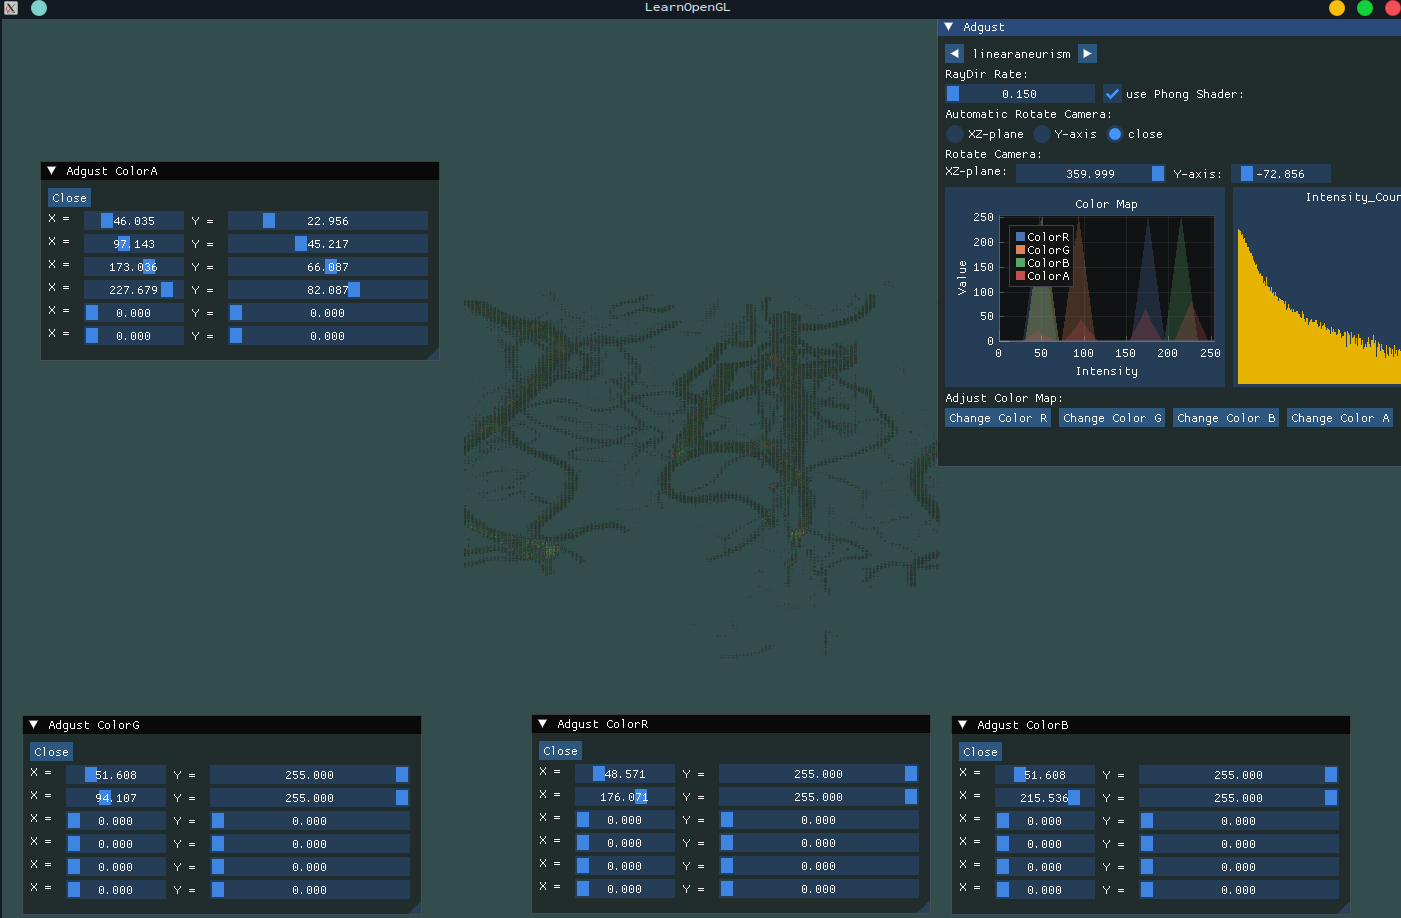 LearnOpenGL
Adjust
linearaneurism
RayDir Rate:
0.150 use Phong Shader:
Automatic Rotate Camera:
XZ-plane Y-axis close
Rotate Camera:
XZ-plane: 359.999 Y-axis: -72.856
Color Map
250
200
150
100
50
0
Value
ColorR
ColorG
ColorB
ColorA
0 50 100 150 200 250
Intensity
Intensity_Cour
Adjust Color Map:
Change Color R Change Color G Change Color B Change Color A
Adgust ColorA
Close
X = 46.035 Y = 22.956
X = 97.143 Y = 45.217
X = 173.036 Y = 66.087
X = 227.679 Y = 82.087
X = 0.000 Y = 0.000
X = 0.000 Y = 0.000
Adgust ColorG
Close
X = 51.608 Y = 255.000
X = 94.107 Y = 255.000
X = 0.000 Y = 0.000
X = 0.000 Y = 0.000
X = 0.000 Y = 0.000
X = 0.000 Y = 0.000
Adgust ColorR
Close
X = 48.571 Y = 255.000
X = 176.071 Y = 255.000
X = 0.000 Y = 0.000
X = 0.000 Y = 0.000
X = 0.000 Y = 0.000
X = 0.000 Y = 0.000
Adgust ColorB
Close
X = 51.608 Y = 255.000
X = 215.536 Y = 255.000
X = 0.000 Y = 0.000
X = 0.000 Y = 0.000
X = 0.000 Y = 0.000
X = 0.000 Y = 0.000